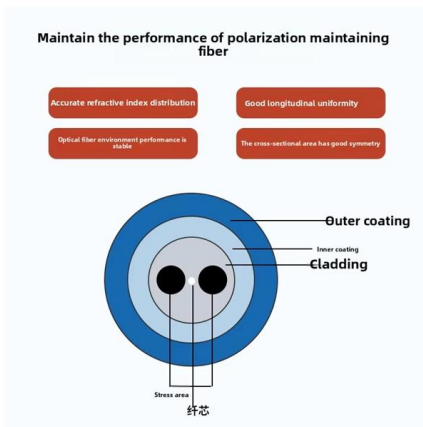 Maintain the performance of polarization maintaining
fiber
Accurate refractive index distribution
Good longitudinal uniformity
Optical fiber environment performance is
stable
The cross-sectional area has good symmetry
Outer coating
Inner coating
Cladding
Stress area
纤芯